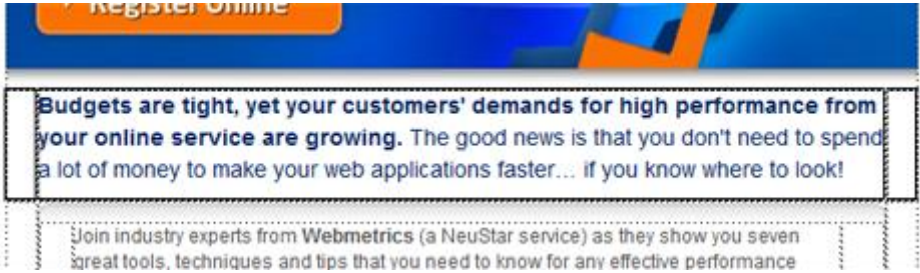 Register Online
Budgets are tight, yet your customers' demands for high performance from
your online service are growing. The good news is that you don't need to spend
a lot of money to make your web applications faster... if you know where to look!
Join industry experts from Webmetrics (a NeuStar service) as they show you seven
great tools, techniques and tips that you need to know for any effective performance